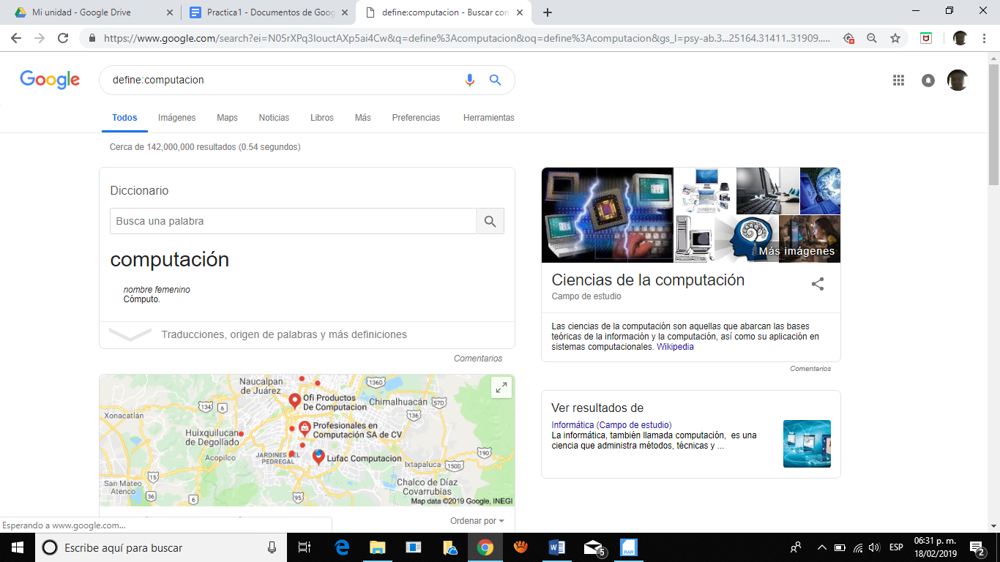 Mi unidad - Google Drive
Practica1 - Documentos de Goog
define:computacion - Buscar con
https://www.google.com/search?ei=N05rXPq3IouctAXp5ai4Cw&q=define%3Acomputacion&oq=define%3Acomputacion&gs_l=psy-ab.3...25164.31411..31909.....
Google
define:computacion
Todos Imágenes Maps Noticias Libros Más Preferencias Herramientas
Cerca de 142,000,000 resultados (0.54 segundos)
Diccionario
Busca una palabra
computación
nombre femenino
Cómputo.
Traducciones, origen de palabras y más definiciones
Comentarios
Naucalpan
de Juárez
136D
Ofi Productos
De Computacion
Chimalhuacán
57D
134
6
136
Xonacatlán
Profesionales en
Computación SA de CV
Huixquilucan
de Degollado
190
Acopilco
JARDINES DEL
PEDREGAL
Lufac Computacion
Ixtapaluca
150D
15
San Mateo
Atenco
Chalco de Díaz
Covarrubias
36
6
95
Map data ©2019 Google, INEGI
Ordenar por
Más imágenes
Ciencias de la computación
Campo de estudio
Las ciencias de la computación son aquellas que abarcan las bases
teóricas de la información y la computación, así como su aplicación en
sistemas computacionales. Wikipedia
Comentarios
Ver resultados de
Informática (Campo de estudio)
La informática, también llamada computación, es una
ciencia que administra métodos, técnicas y ...
Esperando a www.google.com...
Escribe aquí para buscar
5
RAR
ESP
06:31 p. m.
18/02/2019
2